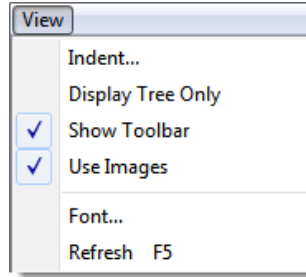 View
Indent...
Display Tree Only
Show Toolbar
Use Images
Font...
Refresh F5